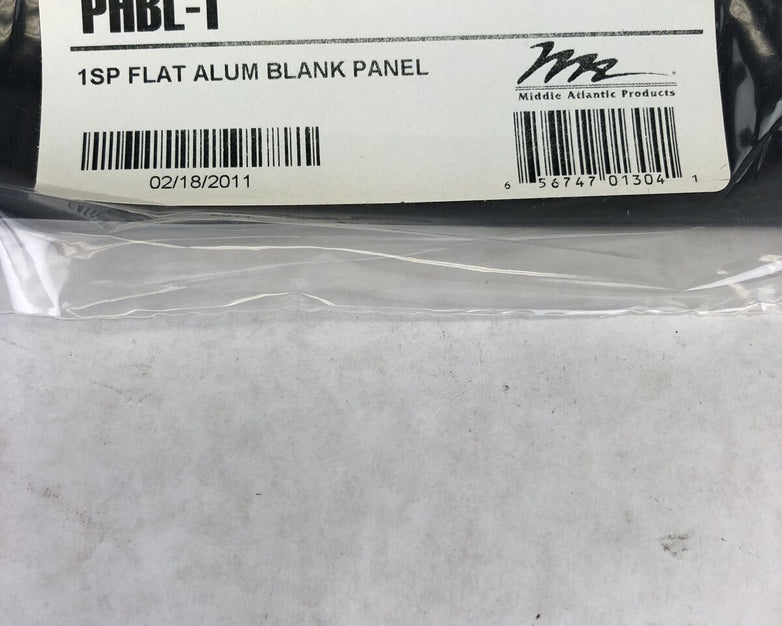 PHBL-1
1SP FLAT ALUM BLANK PANEL
Middle Atlantic Products
02/18/2011
6 56747 01304 1